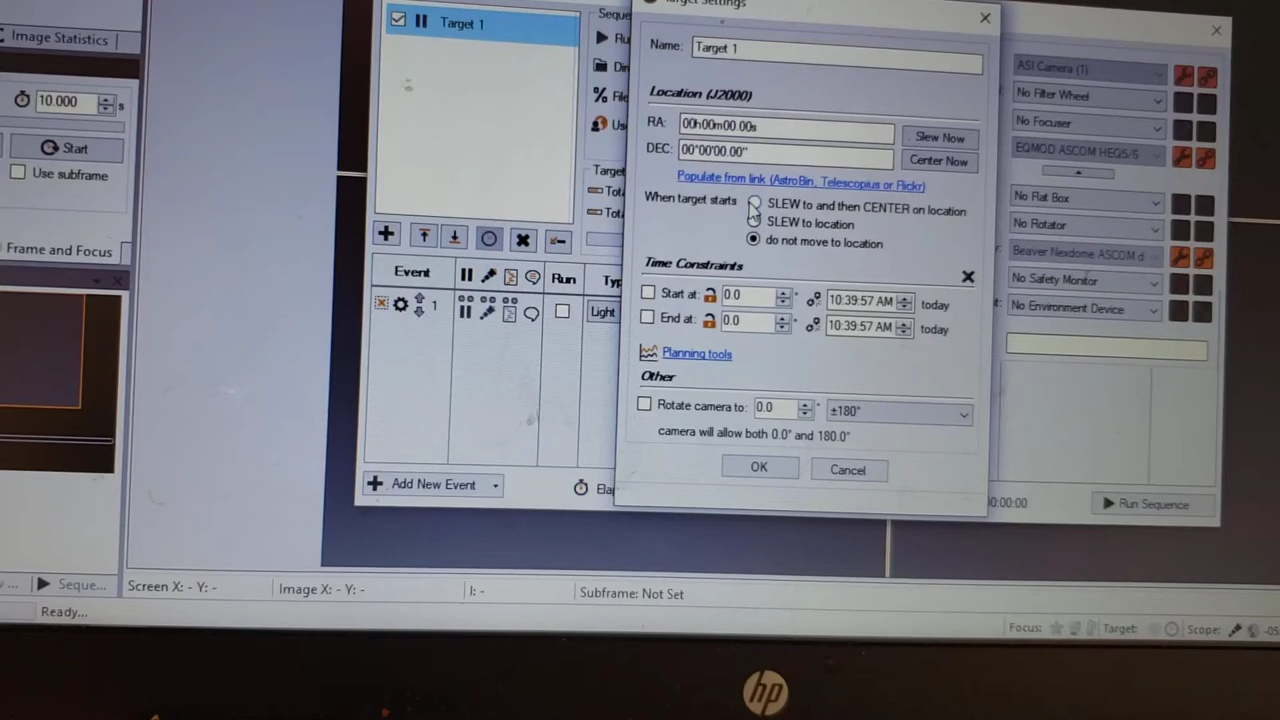 Image Statistics
10.000 s
Start
Use subframe
Frame and Focus
Target 1
Target Settings
Name: Target 1
Location (J2000)
RA: 00h00m00.00s
Slew Now
DEC: 00°00'00.00"
Center Now
Populate from link (AstroBin, Telescopius or Flickr)
When target starts
SLEW to and then CENTER on location
SLEW to location
do not move to location
Time Constraints
Start at: 0.0 ° 10:39:57 AM today
End at: 0.0 ° 10:39:57 AM today
Planning tools
Other
Rotate camera to: 0.0 ° ±180°
camera will allow both 0.0° and 180.0°
OK
Cancel
Event
Run
1
Light
Add New Event
ASI Camera (1)
No Filter Wheel
No Focuser
EQMOD ASCOM HEQ5/6
No Flat Box
No Rotator
Beaver Nexdome ASCOM d
No Safety Monitor
No Environment Device
00:00:00
Run Sequence
Seque...
Screen X: - Y: -
Image X: - Y: -
I: -
Subframe: Not Set
Ready...
Focus:
Target:
Scope:
hp